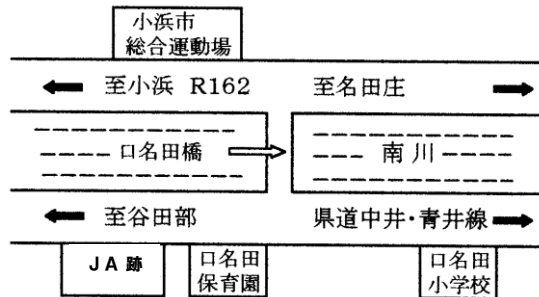 小浜市
総合運動場
至小浜 R162 至名田庄
口名田橋 南川
至谷田部 県道中井・青井線
JA跡
口名田
保育園
口名田
小学校